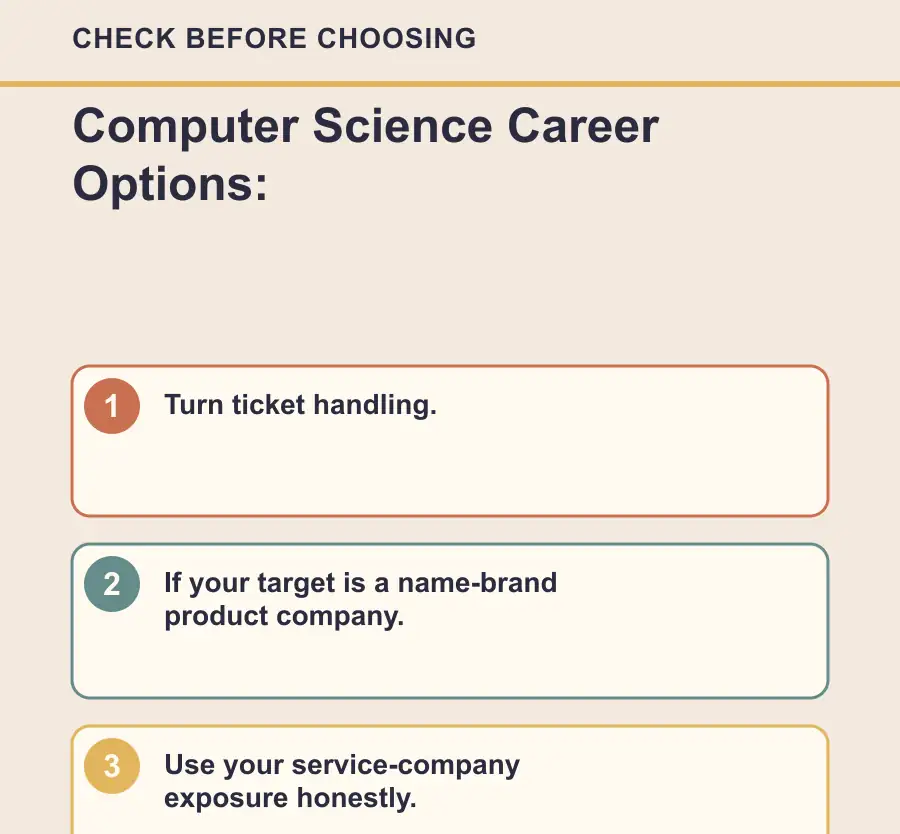 CHECK BEFORE CHOOSING
Computer Science Career
Options:
1
Turn ticket handling.
2
If your target is a name-brand
product company.
3
Use your service-company
exposure honestly.